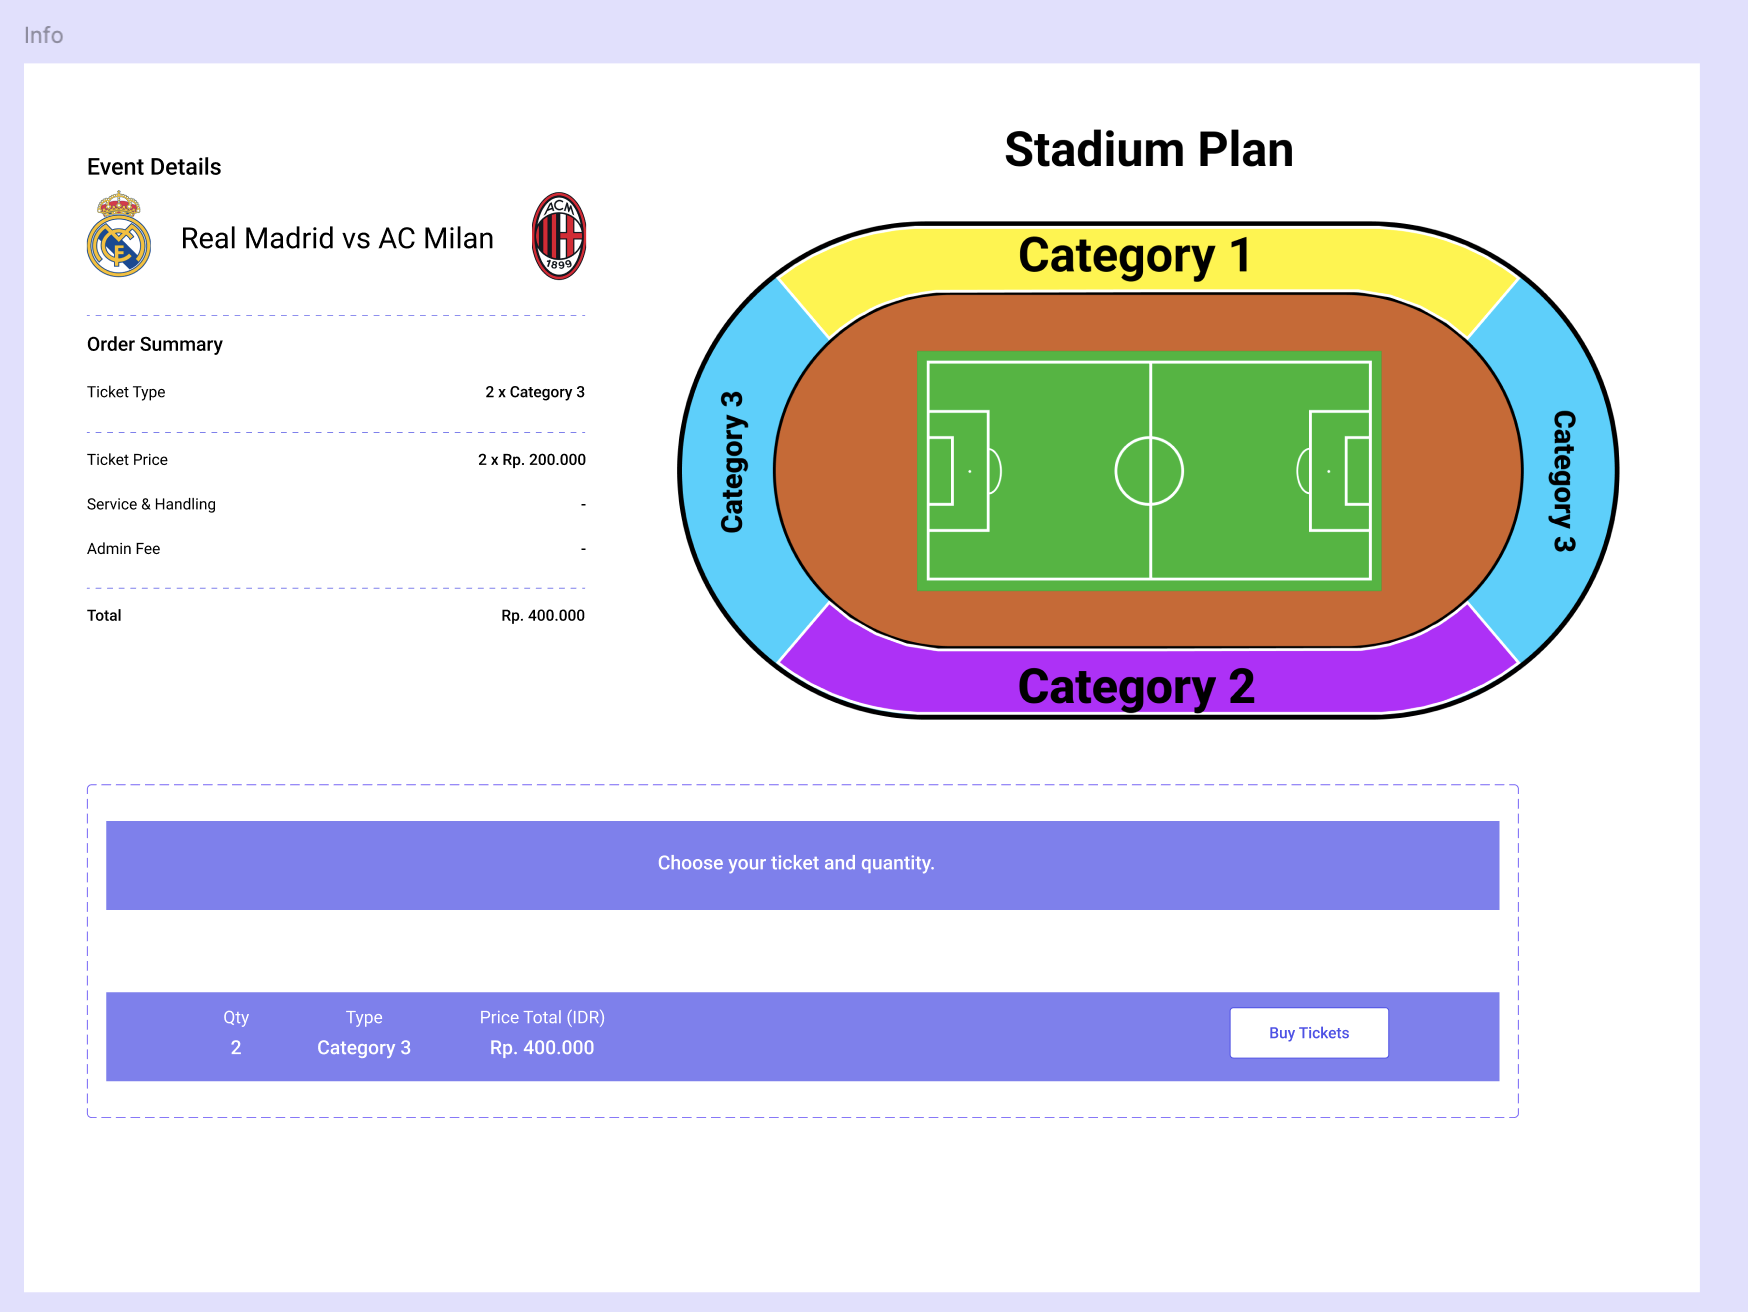 Info
Event Details
Real Madrid vs AC Milan
ACM
1899
Order Summary
Ticket Type 2 x Category 3
Ticket Price 2 x Rp. 200.000
Service & Handling -
Admin Fee -
Total Rp. 400.000
Stadium Plan
Category 1
Category 3
Category 3
Category 2
Choose your ticket and quantity.
Qty Type Price Total (IDR)
2 Category 3 Rp. 400.000
Buy Tickets